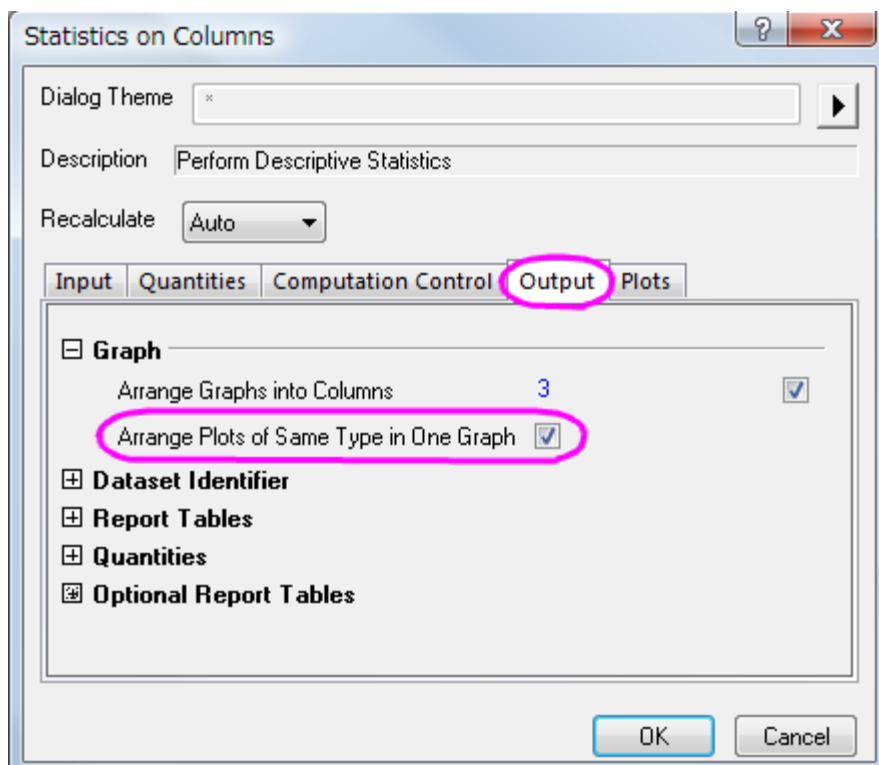 Statistics on Columns
Dialog Theme *
Description Perform Descriptive Statistics
Recalculate Auto
Input Quantities Computation Control Output Plots
Graph
Arrange Graphs into Columns 3
Arrange Plots of Same Type in One Graph
Dataset Identifier
Report Tables
Quantities
Optional Report Tables
OK Cancel